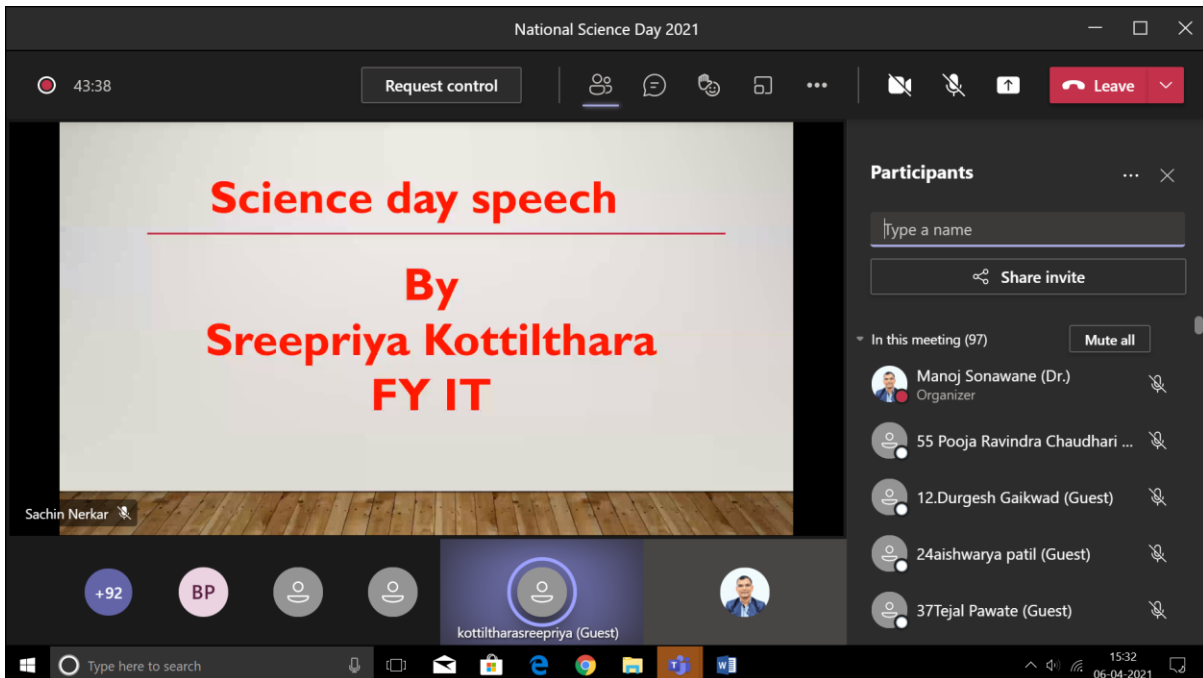 National Science Day 2021
43:38
Request control
Leave
Science day speech
By
Sreepriya Kottilthara
FY IT
Sachin Nerkar
Participants
Type a name
Share invite
In this meeting (97)
Mute all
Manoj Sonawane (Dr.)
Organizer
55 Pooja Ravindra Chaudhari ...
12.Durgesh Gaikwad (Guest)
24aishwarya patil (Guest)
37Tejal Pawate (Guest)
+92
BP
kottiltharasreepriya (Guest)
Type here to search
15:32
06-04-2021